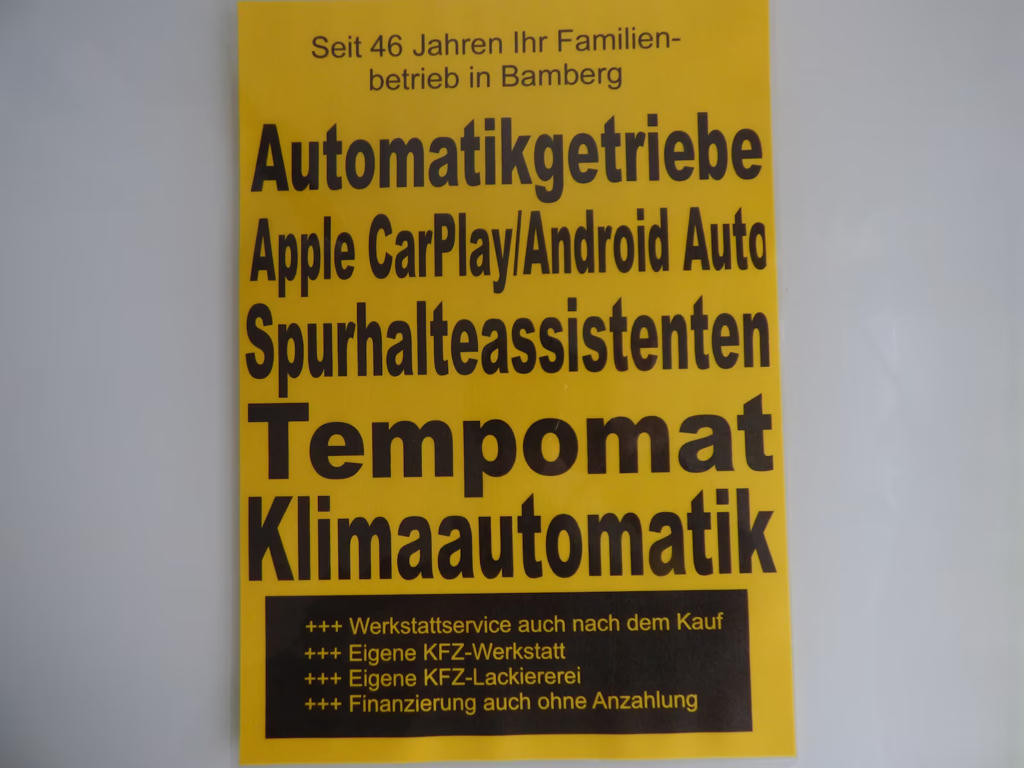 Seit 46 Jahren Ihr Familien-
betrieb in Bamberg
Automatikgetriebe
Apple CarPlay/Android Auto
Spurhalteassistenten
Tempomat
Klimaautomatik
+++ Werkstattservice auch nach dem Kauf
+++ Eigene KFZ-Werkstatt
+++ Eigene KFZ-Lackiererei
+++ Finanzierung auch ohne Anzahlung